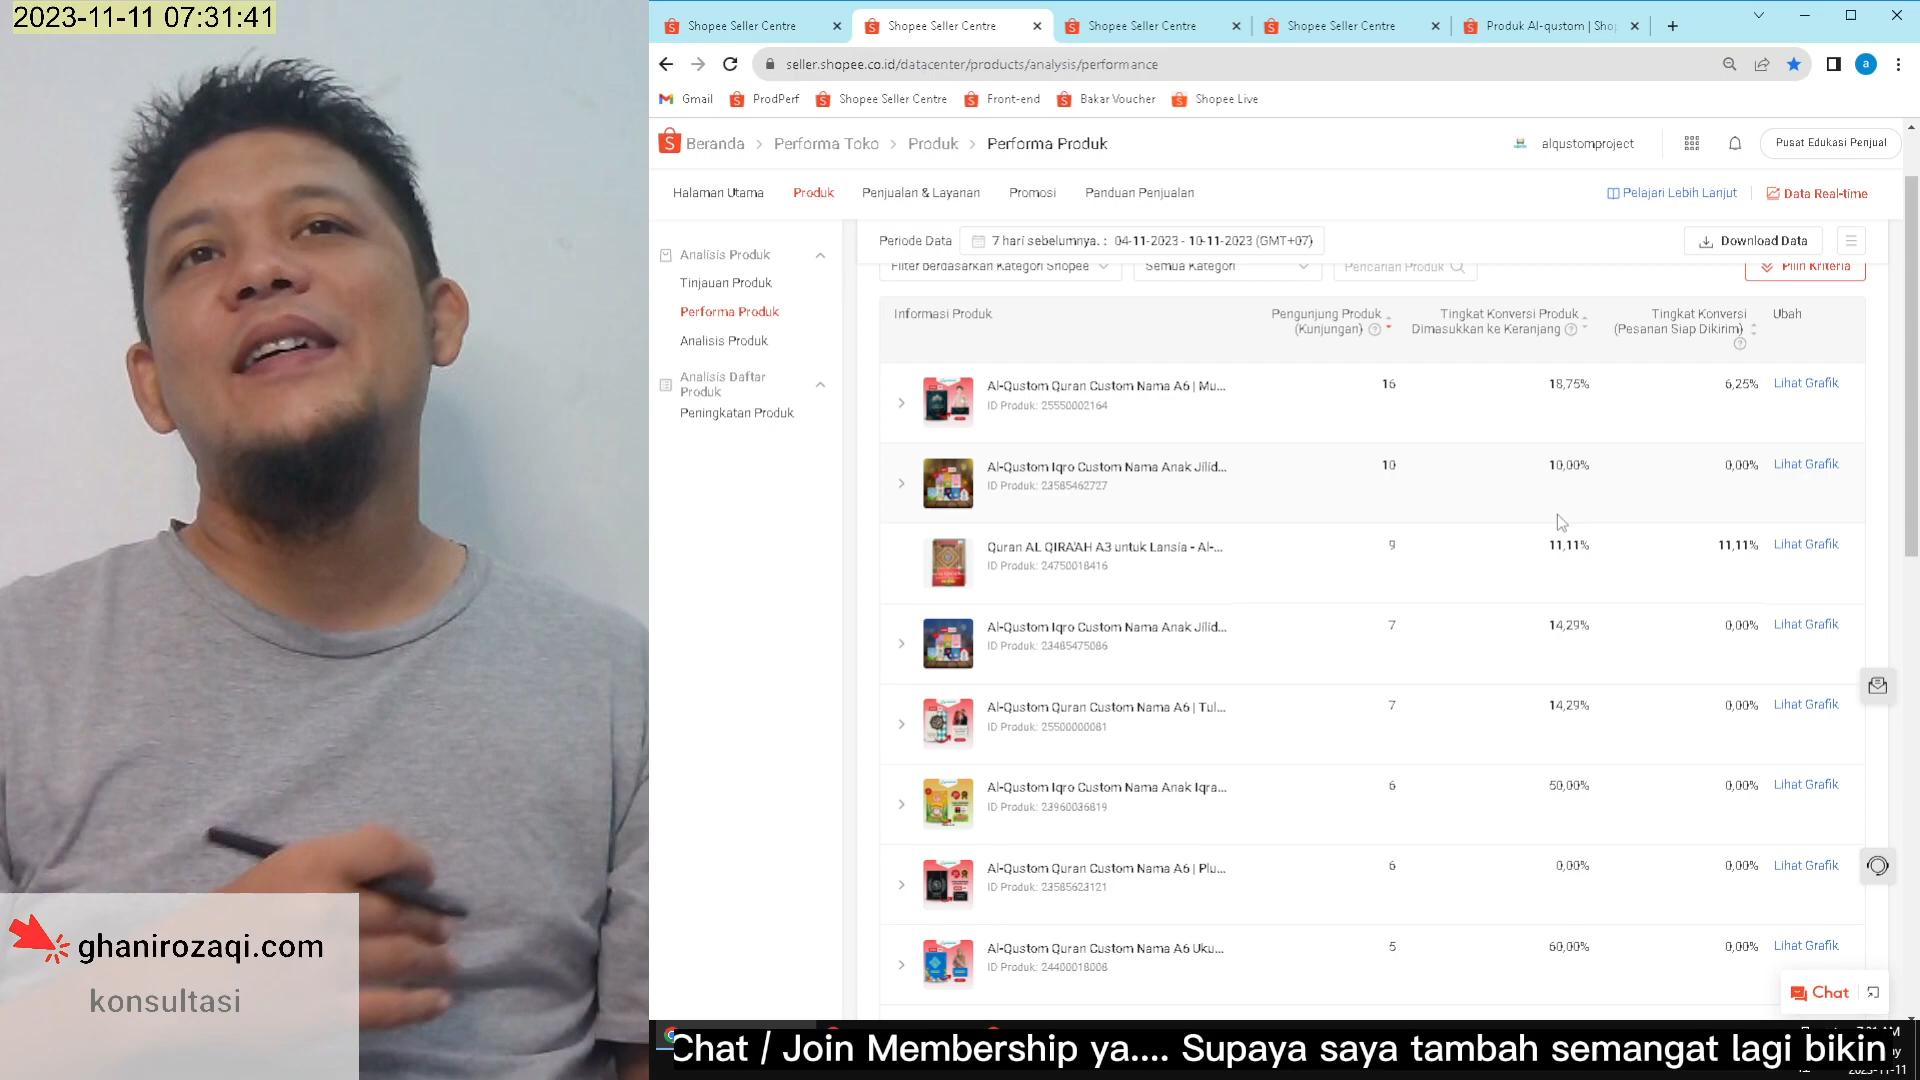 2023-11-11 07:31:41
Shopee Seller Centre
Shopee Seller Centre
Shopee Seller Centre
Shopee Seller Centre
Produk Al-qustom | Sho
seller.shopee.co.id/datacenter/products/analysis/performance
a
Gmail
ProdPerf
Shopee Seller Centre
Front-end
Bakar Voucher
Shopee Live
Beranda > Performa Toko > Produk > Performa Produk
alqustomproject
Pusat Edukasi Penjual
Halaman Utama
Produk
Penjualan & Layanan
Promosi
Panduan Penjualan
Pelajari Lebih Lanjut
Data Real-time
Analisis Produk
Tinjauan Produk
Performa Produk
Analisis Produk
Analisis Daftar
Produk
Peningkatan Produk
Periode Data
7 hari sebelumnya. : 04-11-2023 - 10-11-2023 (GMT+07)
Download Data
Filter berdasarkan Kategori Shopee
Semua Kategori
Pencarian Produk
Pilih Kriteria
Informasi Produk
Pengunjung Produk
(Kunjungan)
Tingkat Konversi Produk
Dimasukkan ke Keranjang
Tingkat Konversi
(Pesanan Siap Dikirim)
Ubah
Al-Qustom Quran Custom Nama A6 | Mu...
ID Produk: 25550002164
16
18,75%
6,25%
Lihat Grafik
Al-Qustom Iqro Custom Nama Anak Jilid...
ID Produk: 23585462727
10
10,00%
0,00%
Lihat Grafik
Quran AL QIRA'AH A3 untuk Lansia - Al-...
ID Produk: 24750018416
9
11,11%
11,11%
Lihat Grafik
Al-Qustom Iqro Custom Nama Anak Jilid...
ID Produk: 23485475086
7
14,29%
0,00%
Lihat Grafik
Al-Qustom Quran Custom Nama A6 | Tul...
ID Produk: 25500000081
7
14,29%
0,00%
Lihat Grafik
Al-Qustom Iqro Custom Nama Anak Iqra...
ID Produk: 23960036819
6
50,00%
0,00%
Lihat Grafik
Al-Qustom Quran Custom Nama A6 | Plu...
ID Produk: 23585623121
6
0,00%
0,00%
Lihat Grafik
Al-Qustom Quran Custom Nama A6 Uku...
ID Produk: 24400018008
5
60,00%
0,00%
Lihat Grafik
Chat
ghanirozaqi.com
konsultasi
Chat / Join Membership ya.... Supaya saya tambah semangat lagi bikin